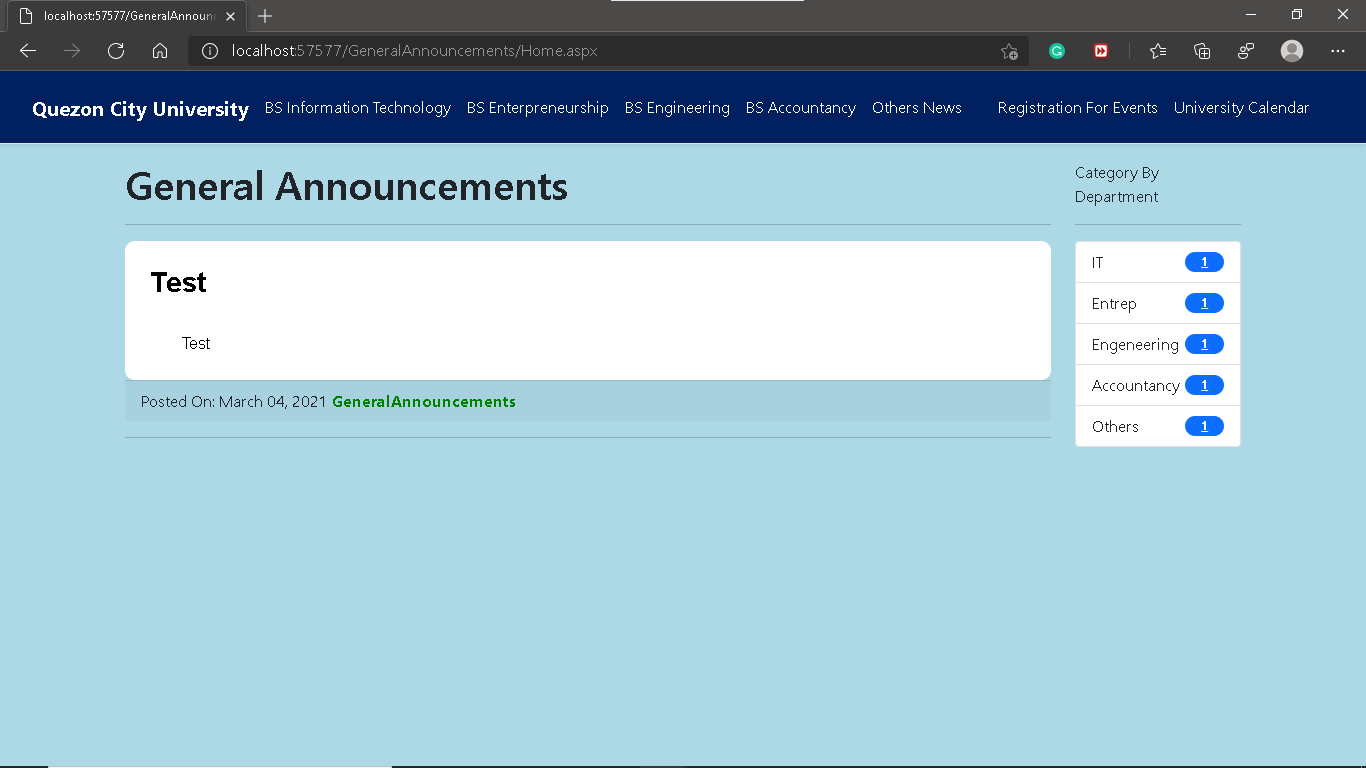 localhost:57577/GeneralAnnoun
localhost:57577/GeneralAnnouncements/Home.aspx
Quezon City University BS Information Technology BS Enterpreneurship BS Engineering BS Accountancy Others News Registration For Events University Calendar
General Announcements
Test
Test
Posted On: March 04, 2021 GeneralAnnouncements
Category By
Department
IT 1
Entrep 1
Engeneering 1
Accountancy 1
Others 1